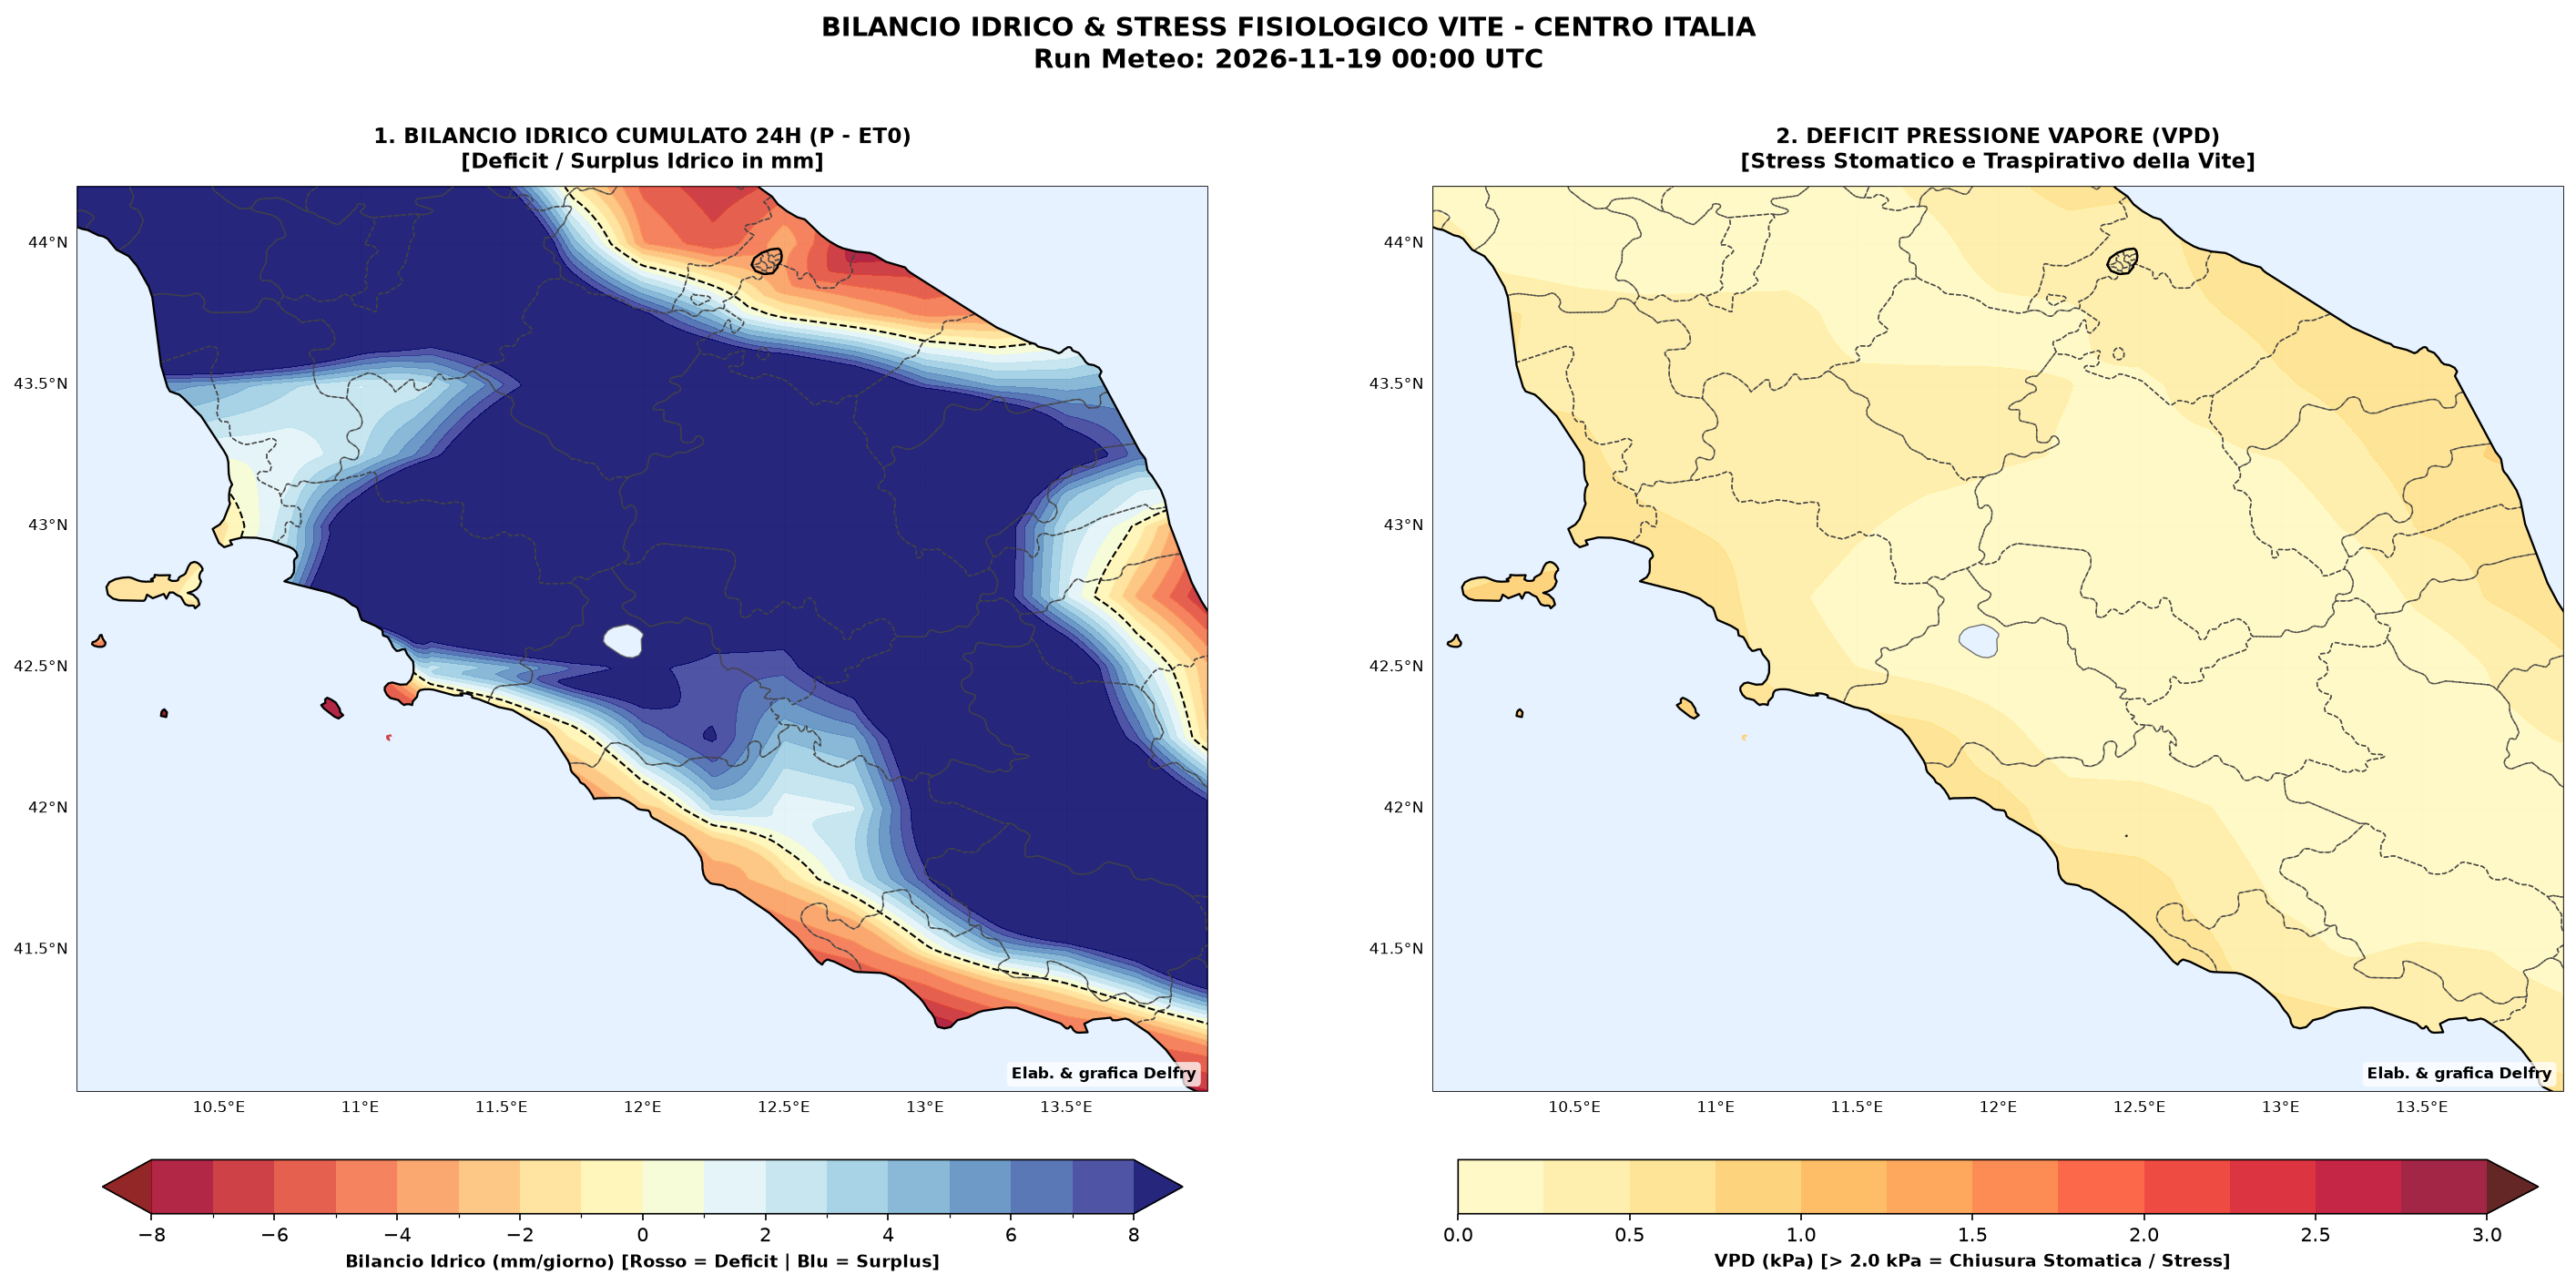 BILANCIO IDRICO & STRESS FISIOLOGICO VITE - CENTRO ITALIA
Run Meteo: 2026-11-19 00:00 UTC
1. BILANCIO IDRICO CUMULATO 24H (P - ET0)
[Deficit / Surplus Idrico in mm]
44°N
43.5°N
43°N
42.5°N
42°N
41.5°N
10.5°E 11°E 11.5°E 12°E 12.5°E 13°E 13.5°E
Elab. & grafica Delfry
−8 −6 −4 −2 0 2 4 6 8
Bilancio Idrico (mm/giorno) [Rosso = Deficit | Blu = Surplus]
2. DEFICIT PRESSIONE VAPORE (VPD)
[Stress Stomatico e Traspirativo della Vite]
44°N
43.5°N
43°N
42.5°N
42°N
41.5°N
10.5°E 11°E 11.5°E 12°E 12.5°E 13°E 13.5°E
Elab. & grafica Delfry
0.0 0.5 1.0 1.5 2.0 2.5 3.0
VPD (kPa) [> 2.0 kPa = Chiusura Stomatica / Stress]